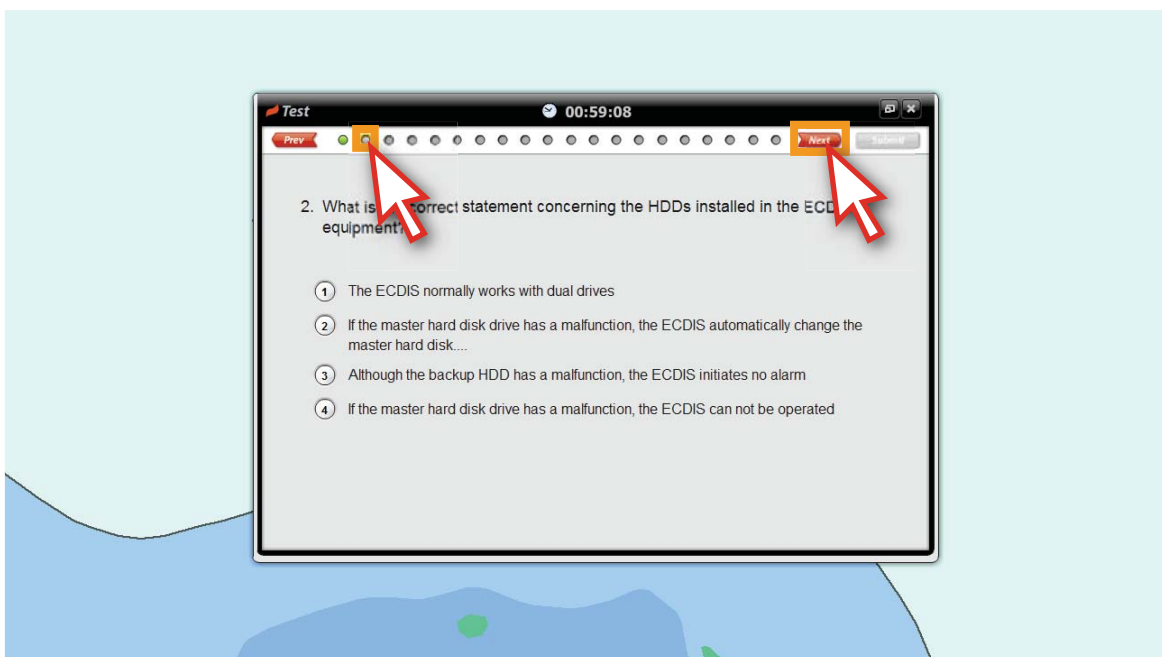 Test 00:59:08
Prev Next Submit
2. What is correct statement concerning the HDDs installed in the
equipment?
1 The ECDIS normally works with dual drives
2 If the master hard disk drive has a malfunction, the ECDIS automatically change the
master hard disk....
3 Although the backup HDD has a malfunction, the ECDIS initiates no alarm
4 If the master hard disk drive has a malfunction, the ECDIS can not be operated